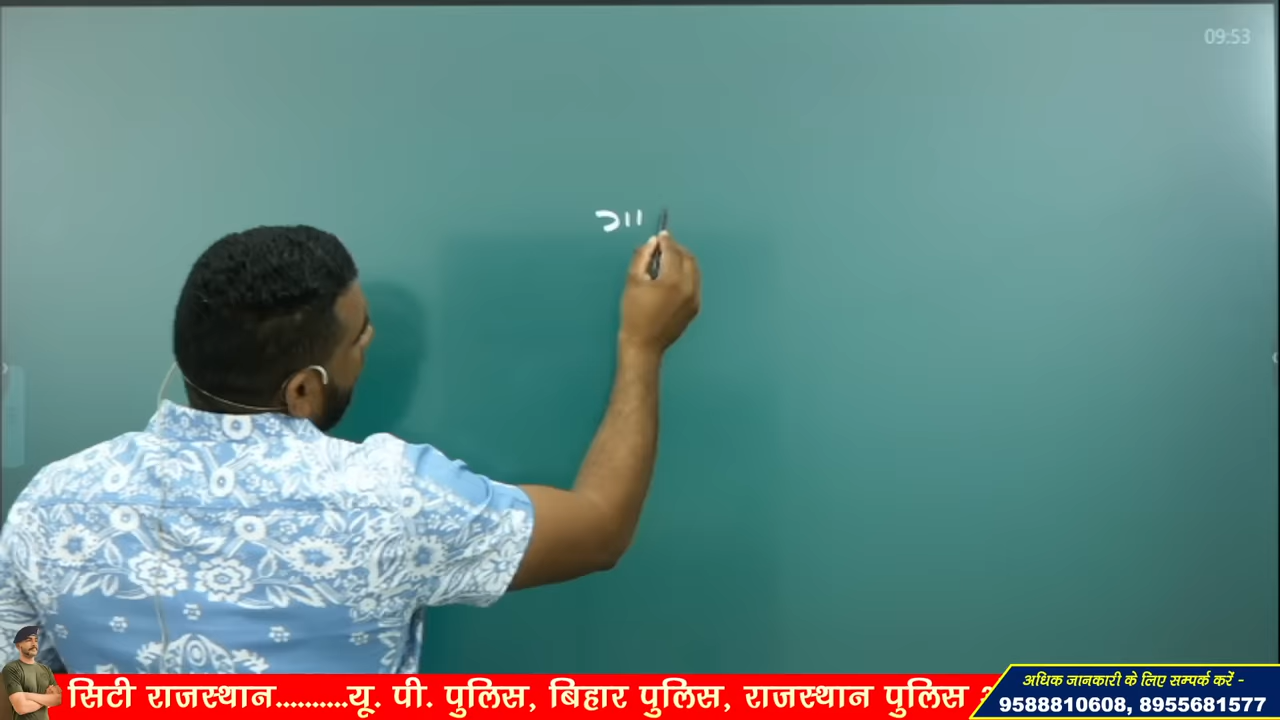 09:53
सिटी राजस्थान..........यू. पी. पुलिस, बिहार पुलिस, राजस्थान पुलिस
अधिक जानकारी के लिए सम्पर्क करें -
9588810608, 8955681577